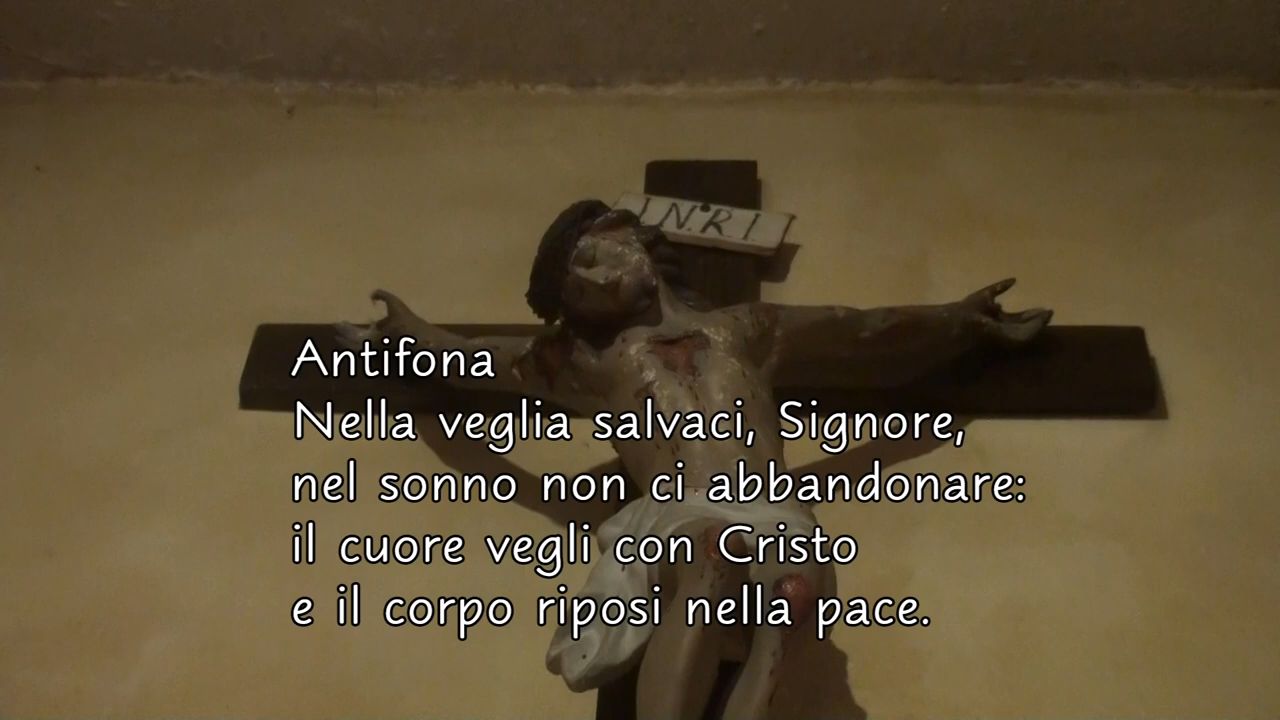 I.N.R.I
Antifona
Nella veglia salvaci, Signore,
nel sonno non ci abbandonare:
il cuore vegli con Cristo
e il corpo riposi nella pace.